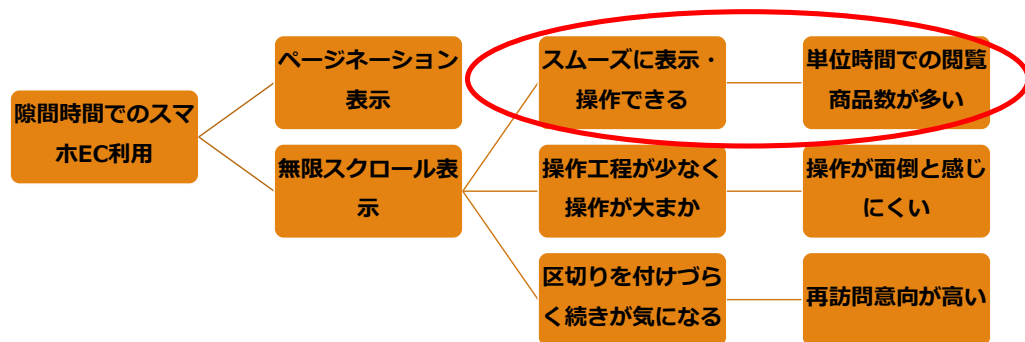 隙間時間でのスマ
ホEC利用
ページネーション
表示
無限スクロール表
示
スムーズに表示・
操作できる
単位時間での閲覧
商品数が多い
操作工程が少なく
操作が大まか
操作が面倒と感じ
にくい
区切りを付けづら
く続きが気になる
再訪問意向が高い